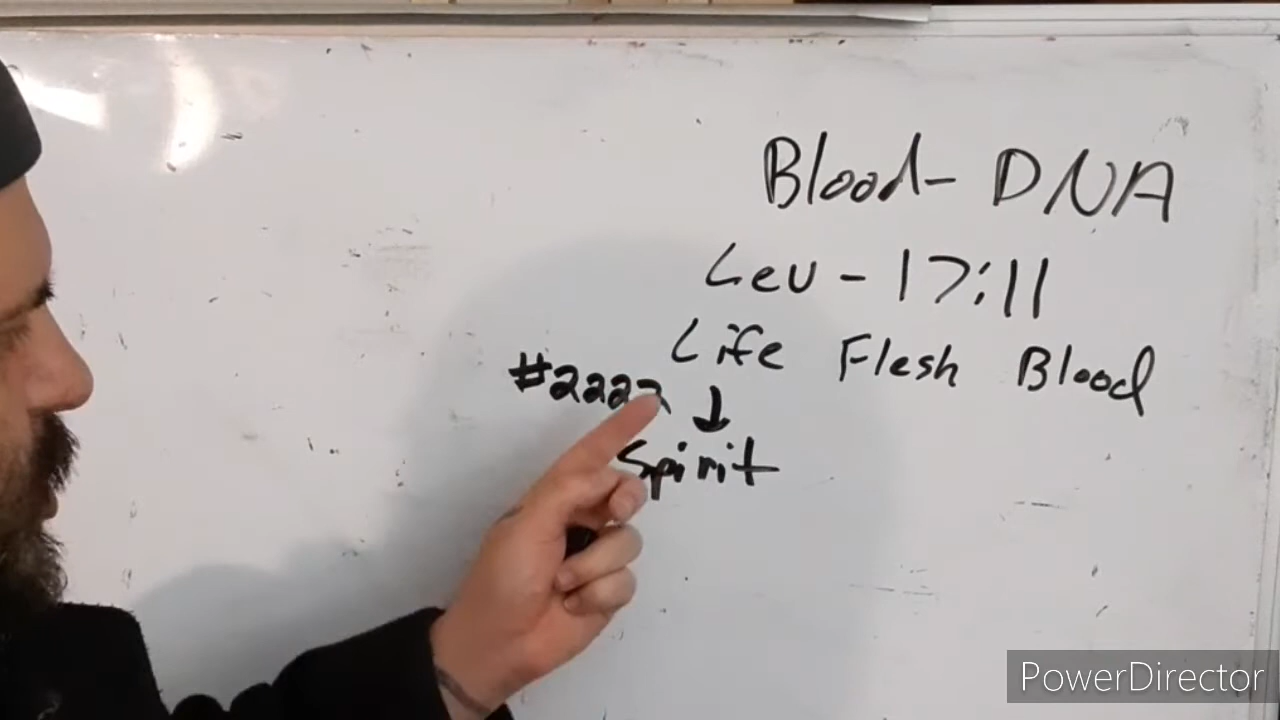 Blood- DNA
Lev - 17:11
Life Flesh Blood
#2222 ↓
Spirit
PowerDirector